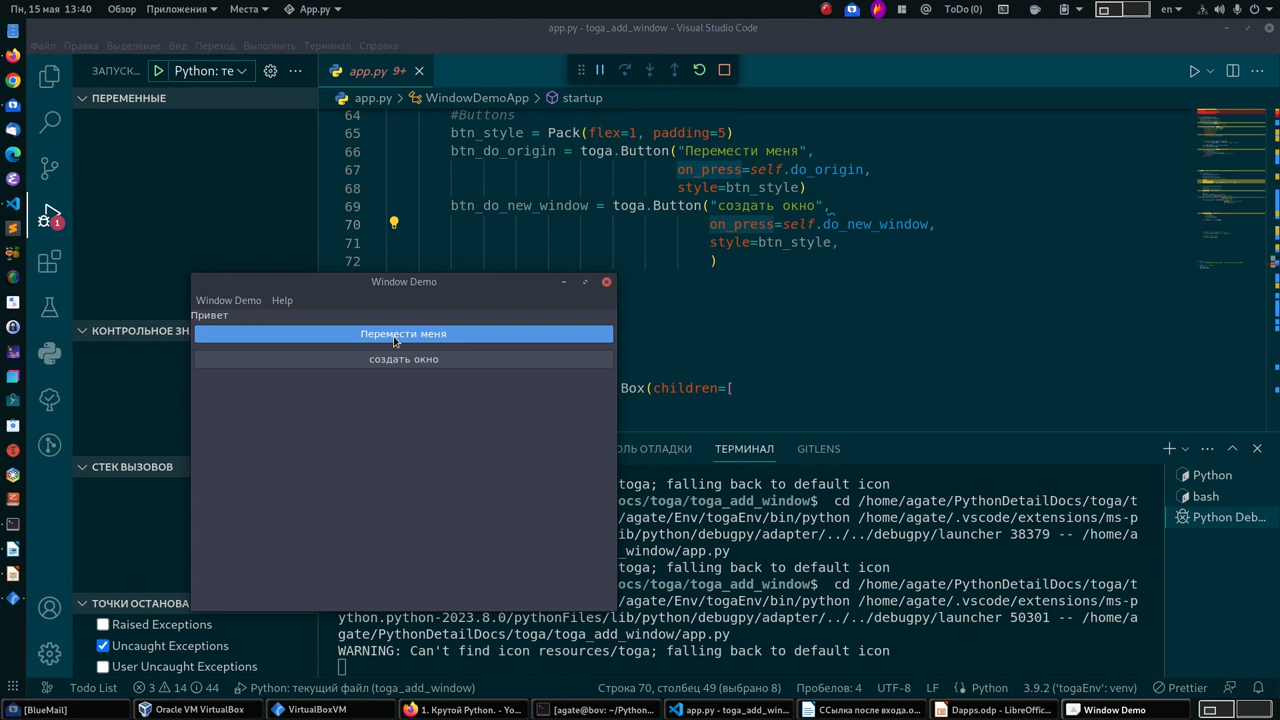 Пн, 15 мая 13:40 Обзор Приложения Места App.py ToDo (0) en
app.py - toga_add_window - Visual Studio Code
Файл Правка Выделение Вид Переход Выполнить Терминал Справка
ЗАПУСК... Python: те ...
app.py 9+
ПЕРЕМЕННЫЕ
app.py > WindowDemoApp > startup
64 #Buttons
65 btn_style = Pack(flex=1, padding=5)
66 btn_do_origin = toga.Button("Перемести меня",
67 on_press=self.do_origin,
68 style=btn_style)
69 btn_do_new_window = toga.Button("создать окно",
70 on_press=self.do_new_window,
71 style=btn_style,
72 )
Box(children=[
Window Demo
Window Demo Help
Привет
Перемести меня
создать окно
КОНТРОЛЬНОЕ ЗН
СТЕК ВЫЗОВОВ
ТОЧКИ ОСТАНОВА
Raised Exceptions
Uncaught Exceptions
User Uncaught Exceptions
ОЛЬ ОТЛАДКИ ТЕРМИНАЛ GITLENS
toga; falling back to default icon
ocs/toga/toga_add_window$ cd /home/agate/PythonDetailDocs/toga/t
/agate/Env/togaEnv/bin/python /home/agate/.vscode/extensions/ms-p
ib/python/debugpy/adapter/../../debugpy/launcher 38379 -- /home/a
_window/app.py
/toga; falling back to default icon
ocs/toga/toga_add_window$ cd /home/agate/PythonDetailDocs/toga/t
/agate/Env/togaEnv/bin/python /home/agate/.vscode/extensions/ms-p
ython.python-2023.8.0/pythonFiles/lib/python/debugpy/adapter/../../debugpy/launcher 50301 -- /home/a
gate/PythonDetailDocs/toga/toga_add_window/app.py
WARNING: Can't find icon resources/toga; falling back to default icon
Python
bash
Python Deb...
1
Todo List 3 14 44 Python: текущий файл (toga_add_window) Строка 70, столбец 49 (выбрано 8) Пробелов: 4 UTF-8 LF Python 3.9.2 ('togaEnv': venv) Prettier
[BlueMail] Oracle VM VirtualBox VirtualBoxVM 1. Крутой Python. - Yo... [agate@bov: ~/Python... app.py - toga_add_win... ССылка после входа.o... Dapps.odp - LibreOffic... Window Demo